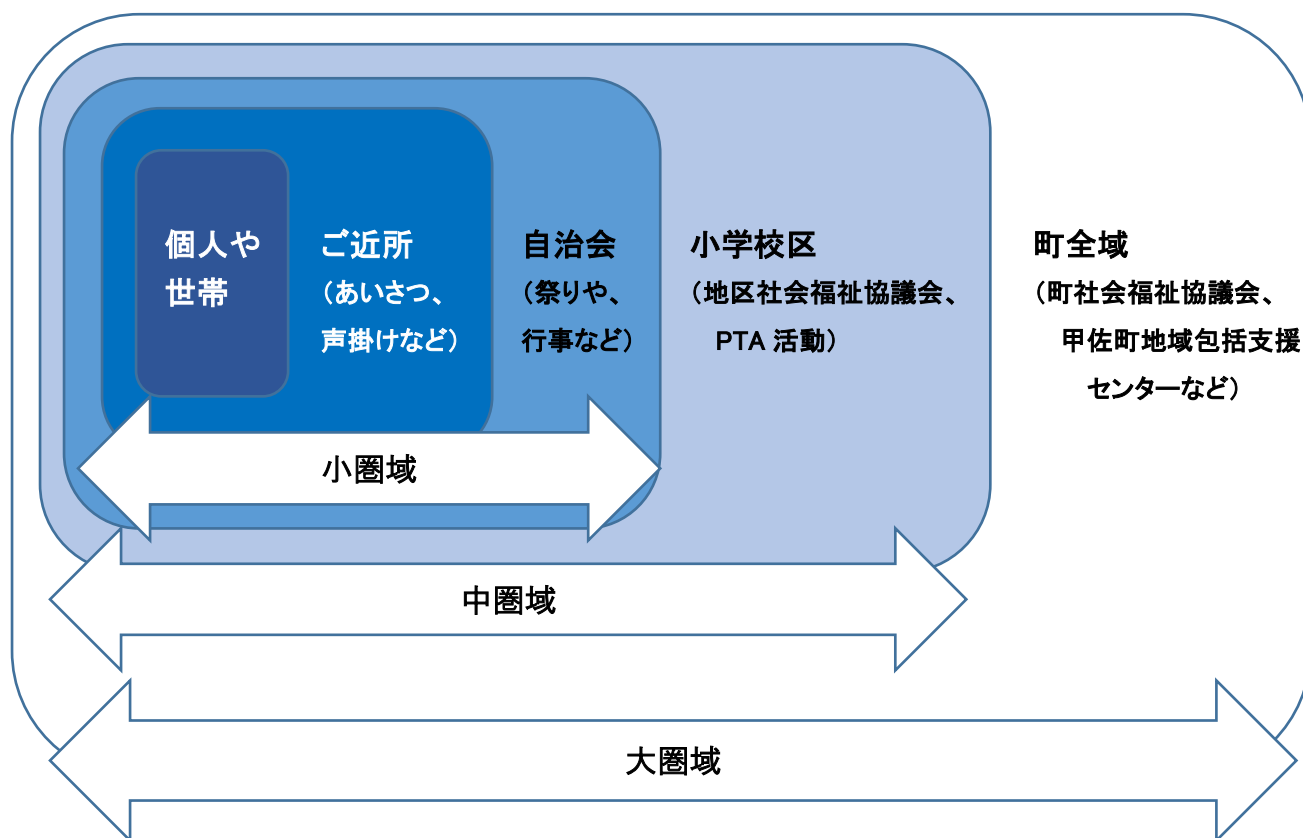 個人や
世帯
ご近所
（あいさつ、
声掛けなど）
自治会
（祭りや、
行事など）
小学校区
（地区社会福祉協議会、
PTA 活動）
町全域
（町社会福祉協議会、
甲佐町地域包括支援
センターなど）
小圏域
中圏域
大圏域